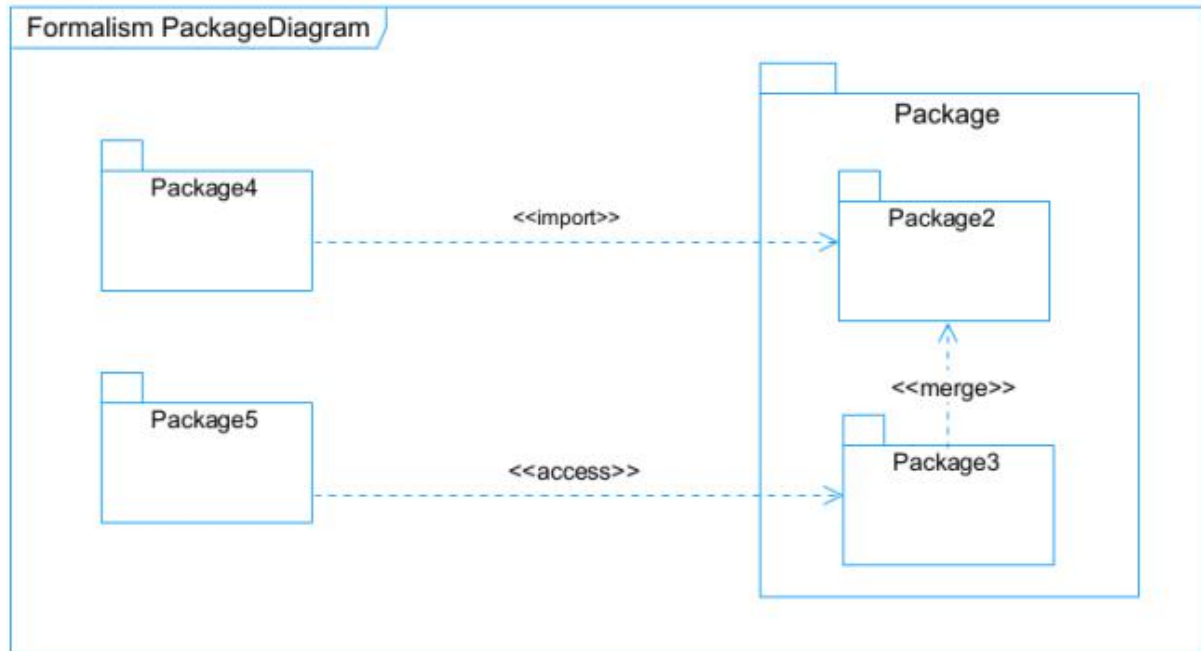 Formalism PackageDiagram
Package
Package4
<<import>>
Package2
<<merge>>
Package5
<<access>>
Package3